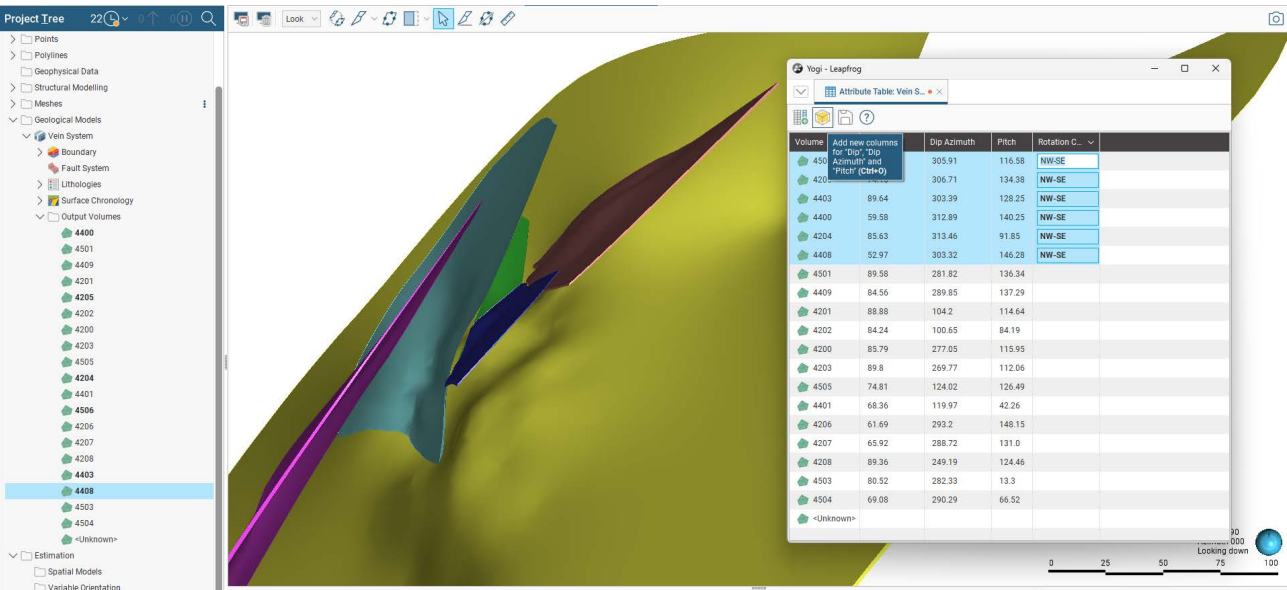 Project Tree 22 0 0
Look
Points
Polylines
Geophysical Data
Structural Modelling
Meshes
Geological Models
Vein System
Boundary
Fault System
Lithologies
Surface Chronology
Output Volumes
4400
4501
4409
4201
4205
4202
4200
4203
4505
4204
4401
4506
4206
4207
4208
4403
4408
4503
4504
<Unknown>
Estimation
Spatial Models
Variable Orientation
Yogi - Leapfrog
Attribute Table: Vein S...
Add new columns
for "Dip", "Dip
Azimuth" and
"Pitch" (Ctrl+O)
Volume Dip Azimuth Pitch Rotation C...
305.91 116.58 NW-SE
306.71 134.38 NW-SE
4403 89.64 303.39 128.25 NW-SE
4400 59.58 312.89 140.25 NW-SE
4204 85.63 313.46 91.85 NW-SE
4408 52.97 303.32 146.28 NW-SE
4501 89.58 281.82 136.34
4409 84.56 289.85 137.29
4201 88.88 104.2 114.64
4202 84.24 100.65 84.19
4200 85.79 277.05 115.95
4203 89.8 269.77 112.06
4505 74.81 124.02 126.49
4401 68.36 119.97 42.26
4206 61.69 293.2 148.15
4207 65.92 288.72 131.0
4208 89.36 249.19 124.46
4503 80.52 282.33 13.3
4504 69.08 290.29 66.52
<Unknown>
Looking down
0 25 50 75 100